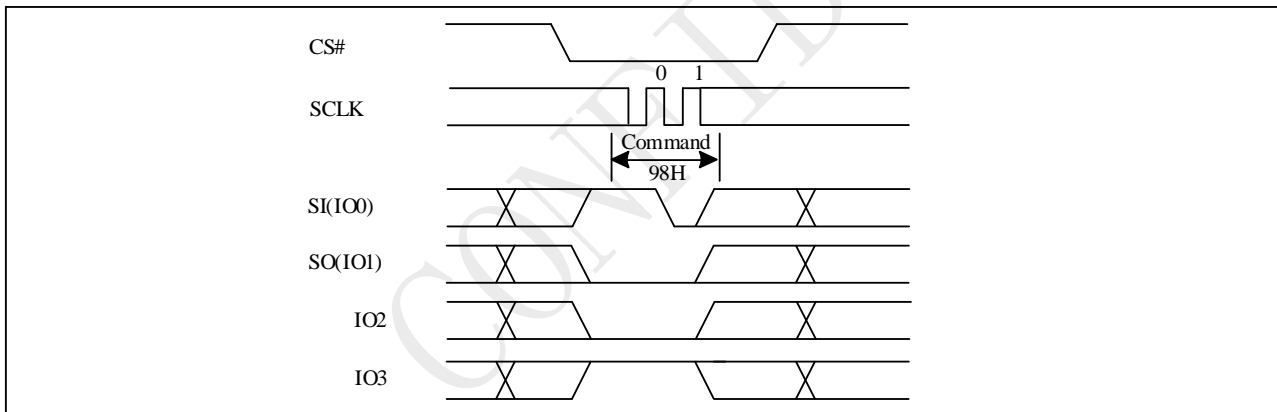 CS#
0 1
SCLK
Command
98H
SI(IO0)
SO(IO1)
IO2
IO3